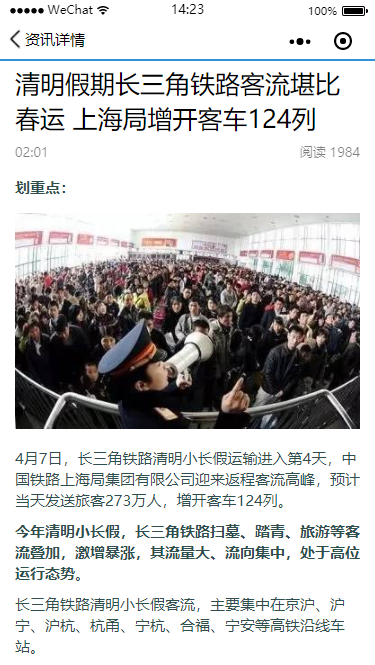 WeChat 14:23 100%
资讯详情
清明假期长三角铁路客流堪比
春运 上海局增开客车124列
02:01 阅读 1984
划重点：
4月7日，长三角铁路清明小长假运输进入第4天，中
国铁路上海局集团有限公司迎来返程客流高峰，预计
当天发送旅客273万人，增开客车124列。
今年清明小长假，长三角铁路扫墓、踏青、旅游等客
流叠加，激增暴涨，其流量大、流向集中，处于高位
运行态势。
长三角铁路清明小长假客流，主要集中在京沪、沪
宁、沪杭、杭甬、宁杭、合福、宁安等高铁沿线车
站。